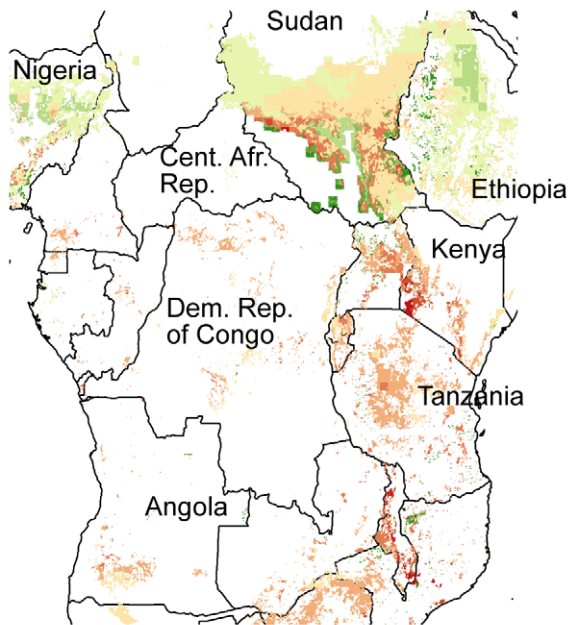 Sudan
Nigeria
Cent. Afr.
Rep.
Ethiopia
Kenya
Dem. Rep.
of Congo
Tanzania
Angola